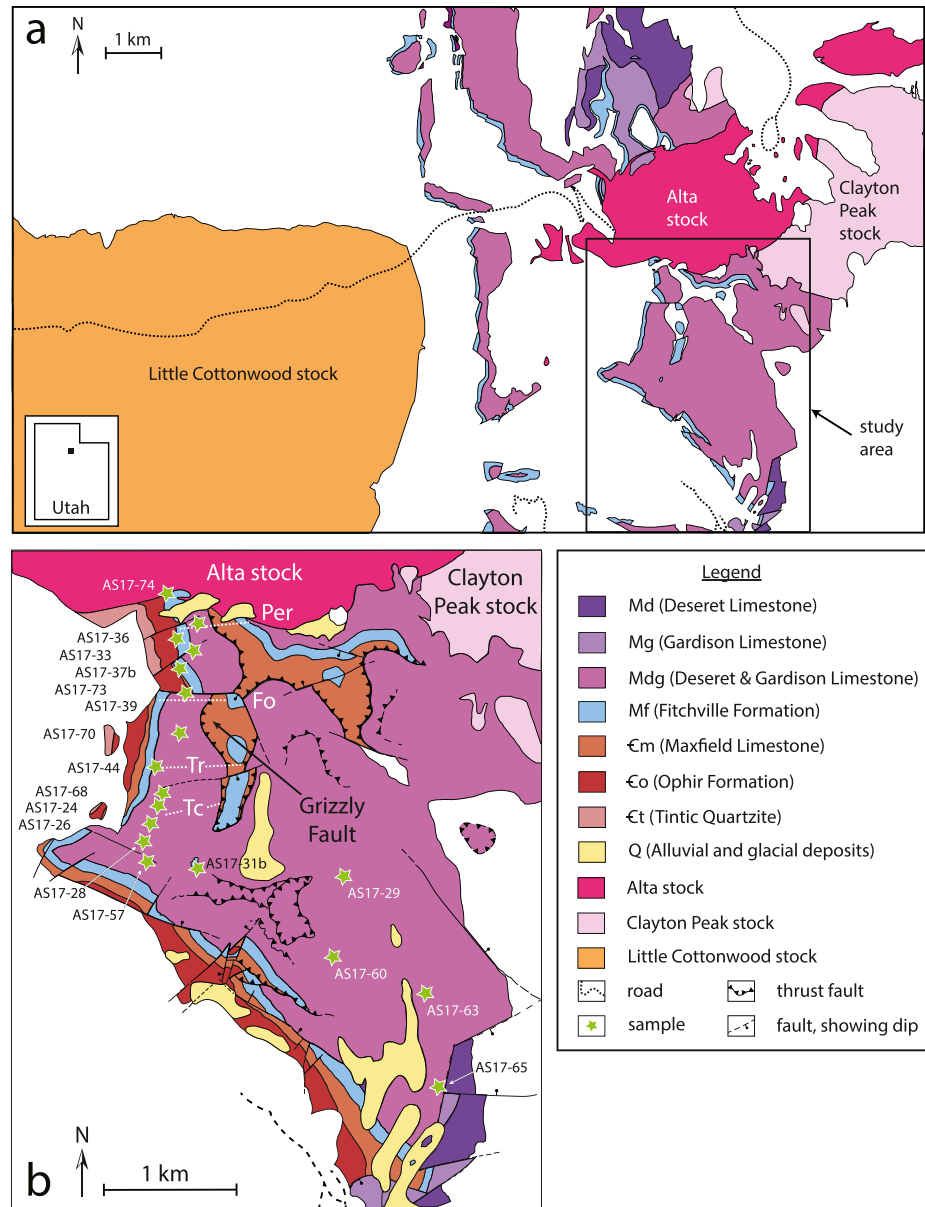 a
N
1 km
Alta
stock
Clayton
Peak
stock
Little Cottonwood stock
study
area
Utah
Alta stock
Clayton
Peak stock
AS17-74
Per
AS17-36
AS17-33
AS17-37b
AS17-73
AS17-39
Fo
AS17-70
AS17-44
Tr
AS17-68
Tc
AS17-24
AS17-26
Grizzly
Fault
AS17-31b
AS17-28
AS17-29
AS17-57
AS17-60
AS17-63
AS17-65
N
1 km
b
Legend
Md (Deseret Limestone)
Mg (Gardison Limestone)
Mdg (Deseret & Gardison Limestone)
Mf (Fitchville Formation)
Ꞓm (Maxfield Limestone)
Ꞓo (Ophir Formation)
Ꞓt (Tintic Quartzite)
Q (Alluvial and glacial deposits)
Alta stock
Clayton Peak stock
Little Cottonwood stock
road
thrust fault
sample
fault, showing dip